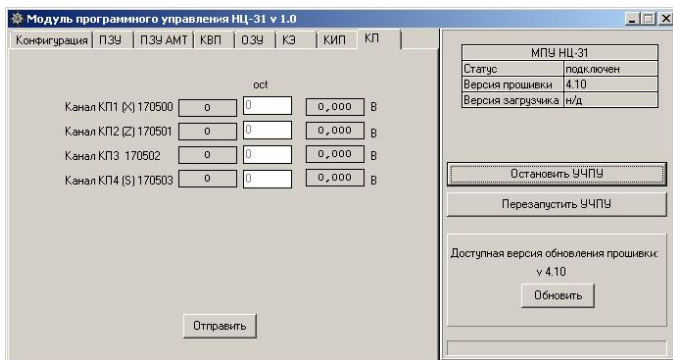 Модуль программного управления НЦ-31 v 1.0
Конфигурация ПЗУ ПЗУ АМТ КВП ОЗУ КЭ КИП КП
oct
Канал КП1 (X) 170500 0 0 0,000 В
Канал КП2 (Z) 170501 0 0 0,000 В
Канал КП3 170502 0 0 0,000 В
Канал КП4 (S) 170503 0 0 0,000 В
Отправить
МПУ НЦ-31
Статус подключен
Версия прошивки 4.10
Версия загрузчика н/д
Остановить УЧПУ
Перезапустить УЧПУ
Доступная версия обновления прошивки:
v 4.10
Обновить